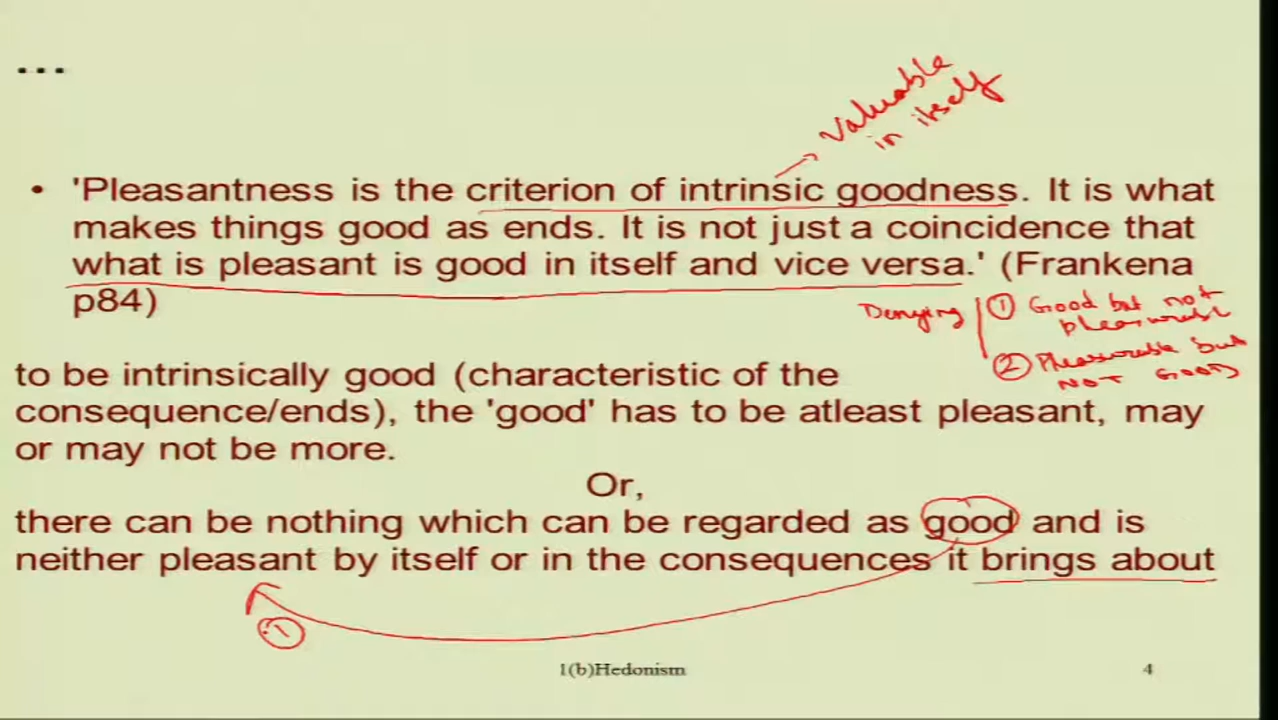 ...
valuable
in itself
• 'Pleasantness is the criterion of intrinsic goodness. It is what
makes things good as ends. It is not just a coincidence that
what is pleasant is good in itself and vice versa.' (Frankena
p84)
Denying
① Good but not
pleasurable
② Pleasurable but
NOT GOOD
to be intrinsically good (characteristic of the
consequence/ends), the 'good' has to be atleast pleasant, may
or may not be more.
Or,
there can be nothing which can be regarded as good and is
neither pleasant by itself or in the consequences it brings about
①
1(b)Hedonism
4